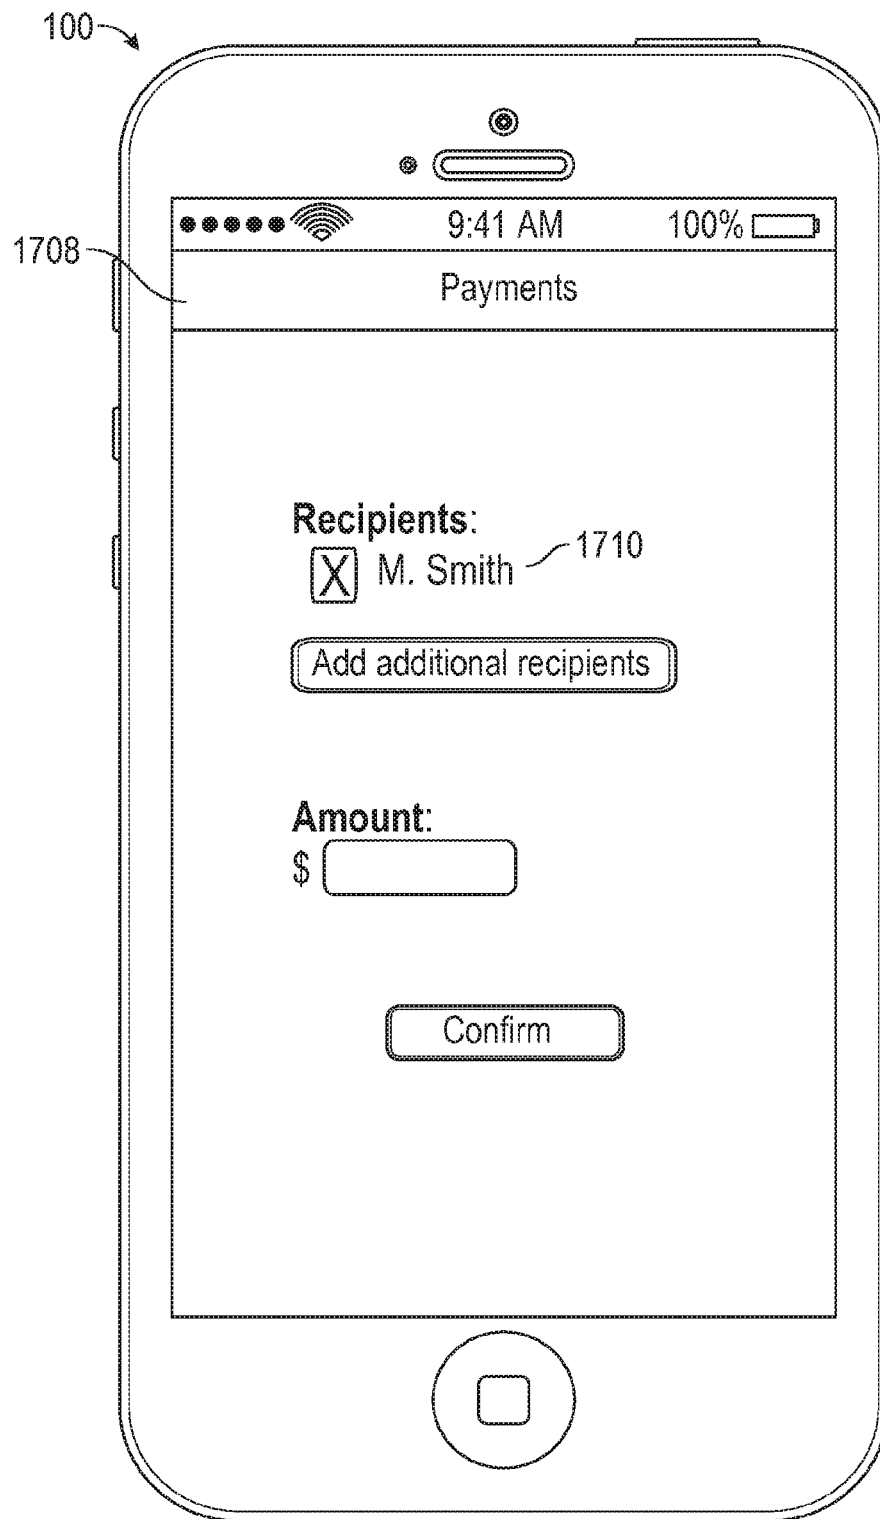 100
9:41 AM 100%
1708
Payments
Recipients:
X M. Smith 1710
Add additional recipients
Amount:
$
Confirm